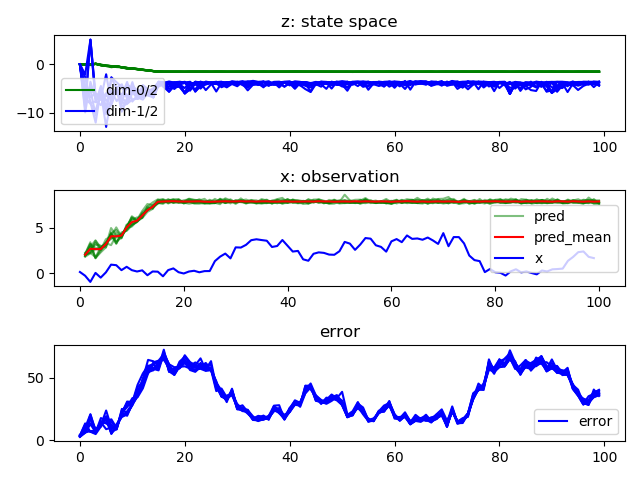 z: state space
0
−10
dim-0/2
dim-1/2
0 20 40 60 80 100
x: observation
5
0
pred
pred_mean
x
0 20 40 60 80 100
error
50
0
error
0 20 40 60 80 100